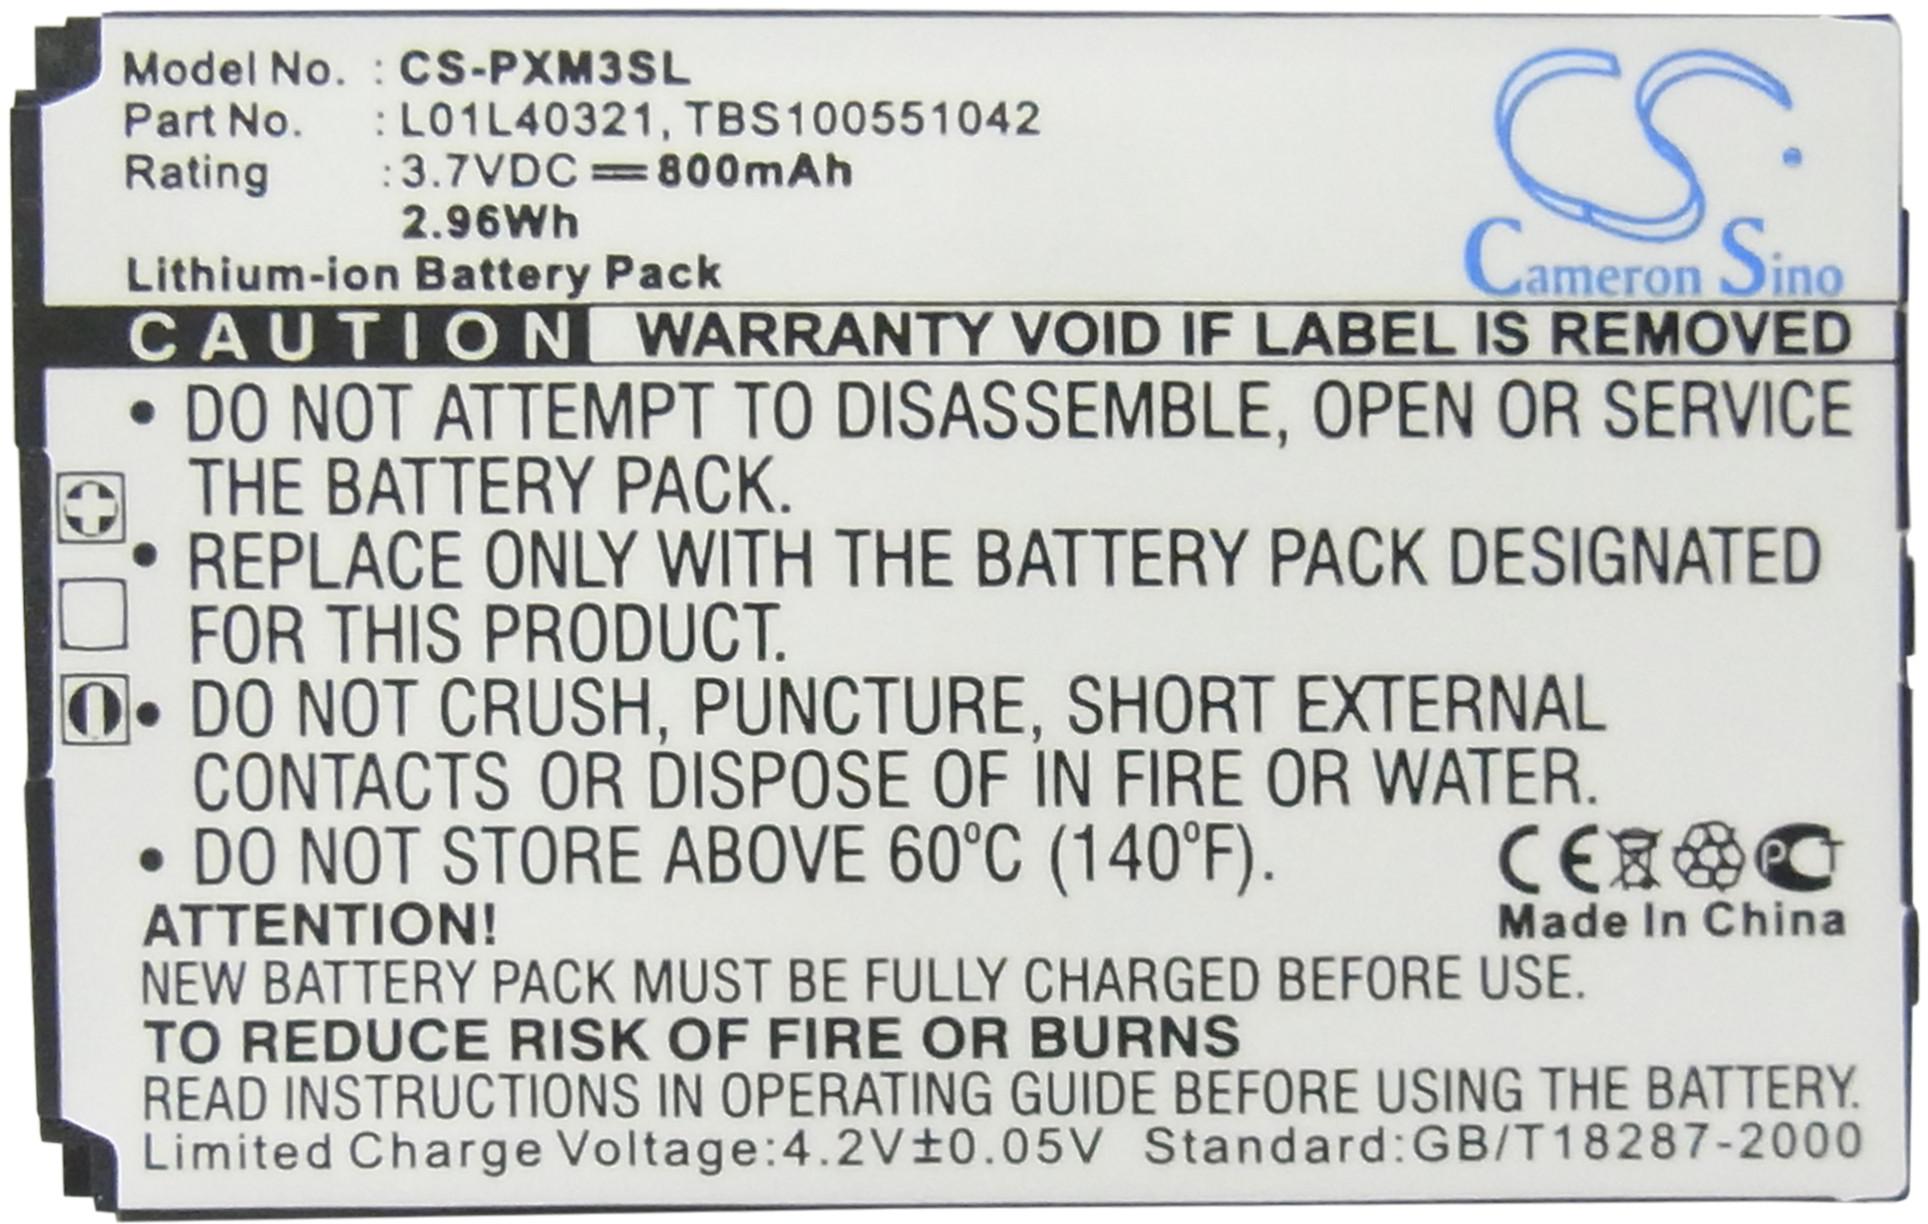 Model No. : CS-PXM3SL
Part No. : L01L40321, TBS100551042
Rating : 3.7VDC ⎓ 800mAh
2.96Wh
Lithium-ion Battery Pack
CS
Cameron Sino
CAUTION WARRANTY VOID IF LABEL IS REMOVED
• DO NOT ATTEMPT TO DISASSEMBLE, OPEN OR SERVICE
THE BATTERY PACK.
• REPLACE ONLY WITH THE BATTERY PACK DESIGNATED
FOR THIS PRODUCT.
• DO NOT CRUSH, PUNCTURE, SHORT EXTERNAL
CONTACTS OR DISPOSE OF IN FIRE OR WATER.
• DO NOT STORE ABOVE 60°C (140°F).
CE PCT
Made In China
ATTENTION!
NEW BATTERY PACK MUST BE FULLY CHARGED BEFORE USE.
TO REDUCE RISK OF FIRE OR BURNS
READ INSTRUCTIONS IN OPERATING GUIDE BEFORE USING THE BATTERY.
Limited Charge Voltage:4.2V±0.05V Standard:GB/T18287-2000